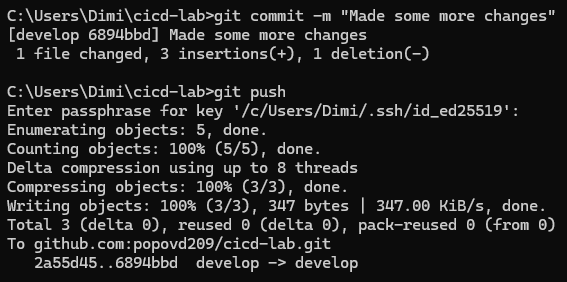 C:\Users\Dimi\cicd-lab>git commit -m "Made some more changes"
[develop 6894bbd] Made some more changes
 1 file changed, 3 insertions(+), 1 deletion(-)

C:\Users\Dimi\cicd-lab>git push
Enter passphrase for key '/c/Users/Dimi/.ssh/id_ed25519':
Enumerating objects: 5, done.
Counting objects: 100% (5/5), done.
Delta compression using up to 8 threads
Compressing objects: 100% (3/3), done.
Writing objects: 100% (3/3), 347 bytes | 347.00 KiB/s, done.
Total 3 (delta 0), reused 0 (delta 0), pack-reused 0 (from 0)
To github.com:popovd209/cicd-lab.git
   2a55d45..6894bbd  develop -> develop